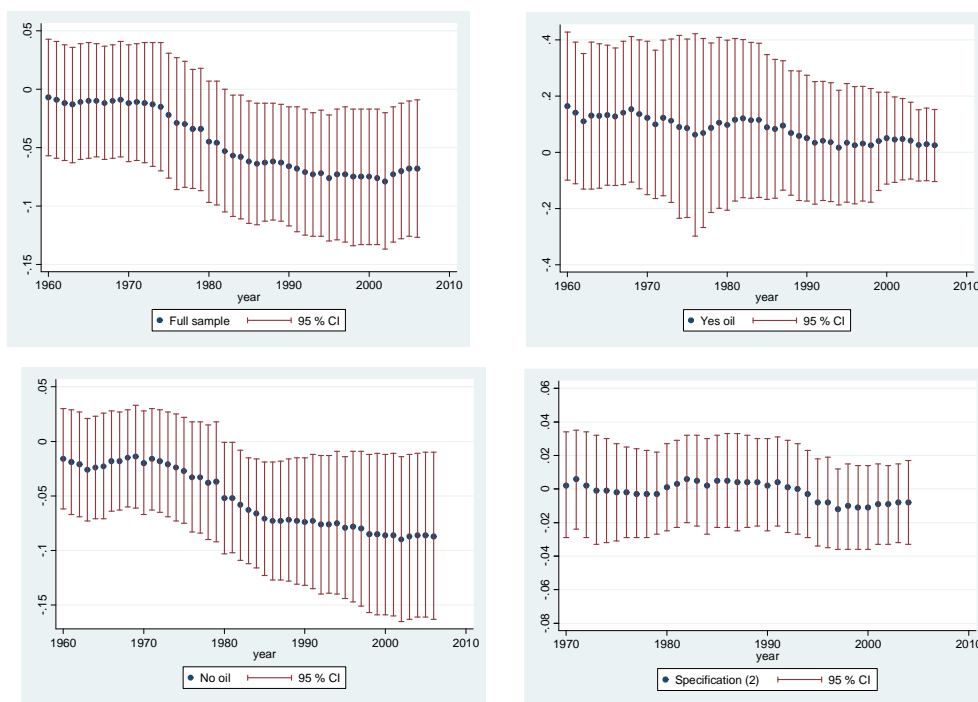 .05
0
-.05
-.1
-.15
1960 1970 1980 1990 2000 2010
year
Full sample 95 % CI
.4
.2
0
-.2
-.4
1960 1970 1980 1990 2000 2010
year
Yes oil 95 % CI
.05
0
-.05
-.1
-.15
1960 1970 1980 1990 2000 2010
year
No oil 95 % CI
.06
.04
.02
0
-.02
-.04
-.06
-.08
1970 1980 1990 2000 2010
year
Specification (2) 95 % CI